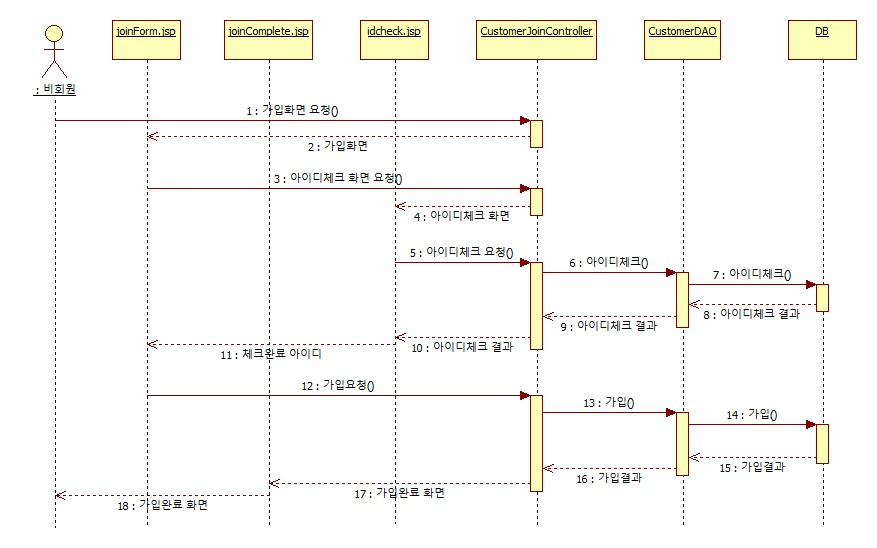 joinForm.jsp
joinComplete.jsp
idcheck.jsp
CustomerJoinController
CustomerDAO
DB
: 비회원
1 : 가입화면 요청()
2 : 가입화면
3 : 아이디체크 화면 요청()
4 : 아이디체크 화면
5 : 아이디체크 요청()
6 : 아이디체크()
7 : 아이디체크()
8 : 아이디체크 결과
9 : 아이디체크 결과
10 : 아이디체크 결과
11 : 체크완료 아이디
12 : 가입요청()
13 : 가입()
14 : 가입()
15 : 가입결과
16 : 가입결과
17 : 가입완료 화면
18 : 가입완료 화면